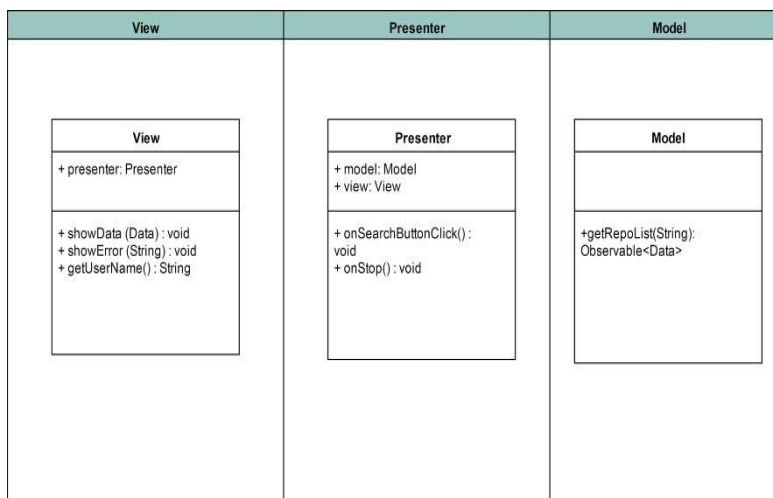 View
Presenter
Model
View
+ presenter: Presenter
+ showData (Data) : void
+ showError (String) : void
+ getUserName() : String
Presenter
+ model: Model
+ view: View
+ onSearchButtonClick() :
void
+ onStop() : void
Model
+getRepoList(String):
Observable<Data>